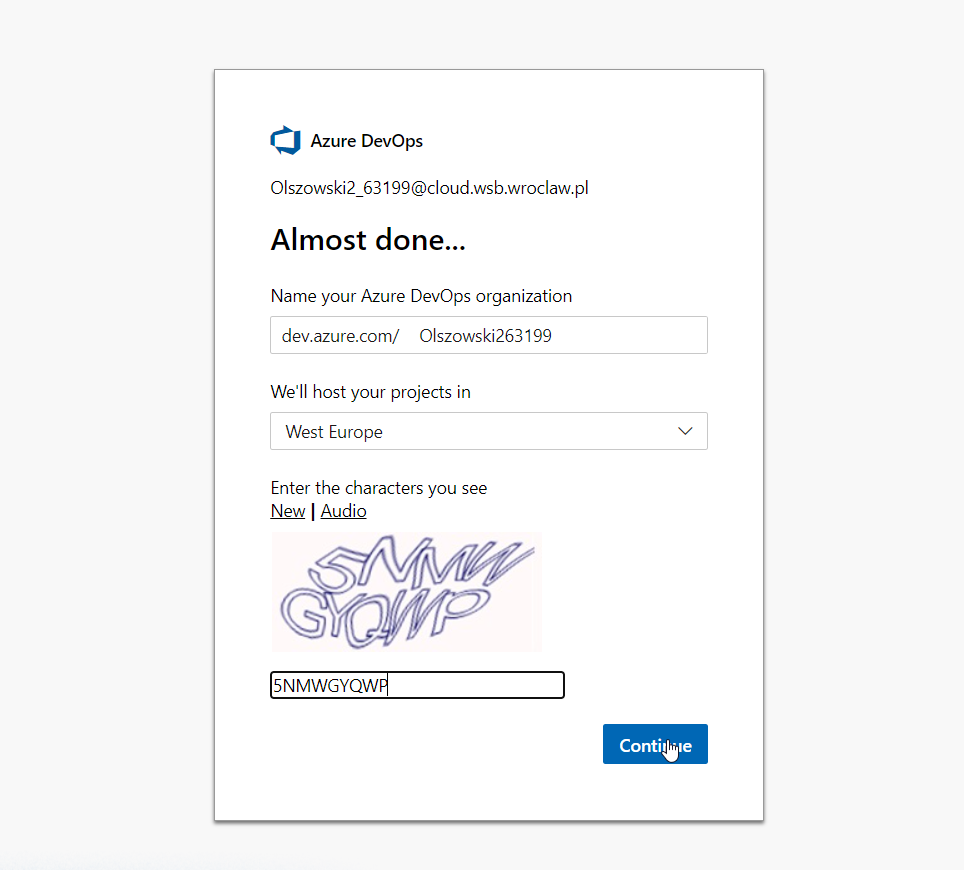 Azure DevOps
Olszowski2_63199@cloud.wsb.wroclaw.pl
Almost done...
Name your Azure DevOps organization
dev.azure.com/ Olszowski263199
We'll host your projects in
West Europe
Enter the characters you see
New | Audio
5NMW
GYQWP
5NMWGYQWP
Continue